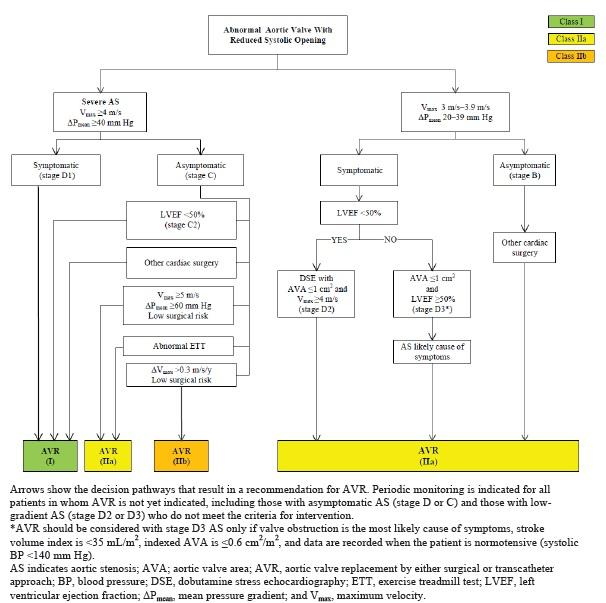 Abnormal Aortic Valve With
Reduced Systolic Opening
Class I
Class IIa
Class IIb
Severe AS
Vmax ≥4 m/s
ΔPmean ≥40 mm Hg
Vmax 3 m/s–3.9 m/s
ΔPmean 20–39 mm Hg
Symptomatic
(stage D1)
Asymptomatic
(stage C)
Symptomatic
Asymptomatic
(stage B)
LVEF <50%
(stage C2)
LVEF <50%
Other cardiac surgery
YES
NO
Other cardiac
surgery
Vmax ≥5 m/s
ΔPmean ≥60 mm Hg
Low surgical risk
DSE with
AVA ≤1 cm² and
Vmax ≥4 m/s
(stage D2)
AVA ≤1 cm²
and
LVEF ≥50%
(stage D3*)
Abnormal ETT
AS likely cause of
symptoms
ΔVmax >0.3 m/s/y
Low surgical risk
AVR
(I)
AVR
(IIa)
AVR
(IIb)
AVR
(IIa)
Arrows show the decision pathways that result in a recommendation for AVR. Periodic monitoring is indicated for all
patients in whom AVR is not yet indicated, including those with asymptomatic AS (stage D or C) and those with low-
gradient AS (stage D2 or D3) who do not meet the criteria for intervention.
*AVR should be considered with stage D3 AS only if valve obstruction is the most likely cause of symptoms, stroke
volume index is <35 mL/m², indexed AVA is ≤0.6 cm²/m², and data are recorded when the patient is normotensive (systolic
BP <140 mm Hg).
AS indicates aortic stenosis; AVA; aortic valve area; AVR, aortic valve replacement by either surgical or transcatheter
approach; BP, blood pressure; DSE, dobutamine stress echocardiography; ETT, exercise treadmill test; LVEF, left
ventricular ejection fraction; ΔPmean, mean pressure gradient; and Vmax, maximum velocity.